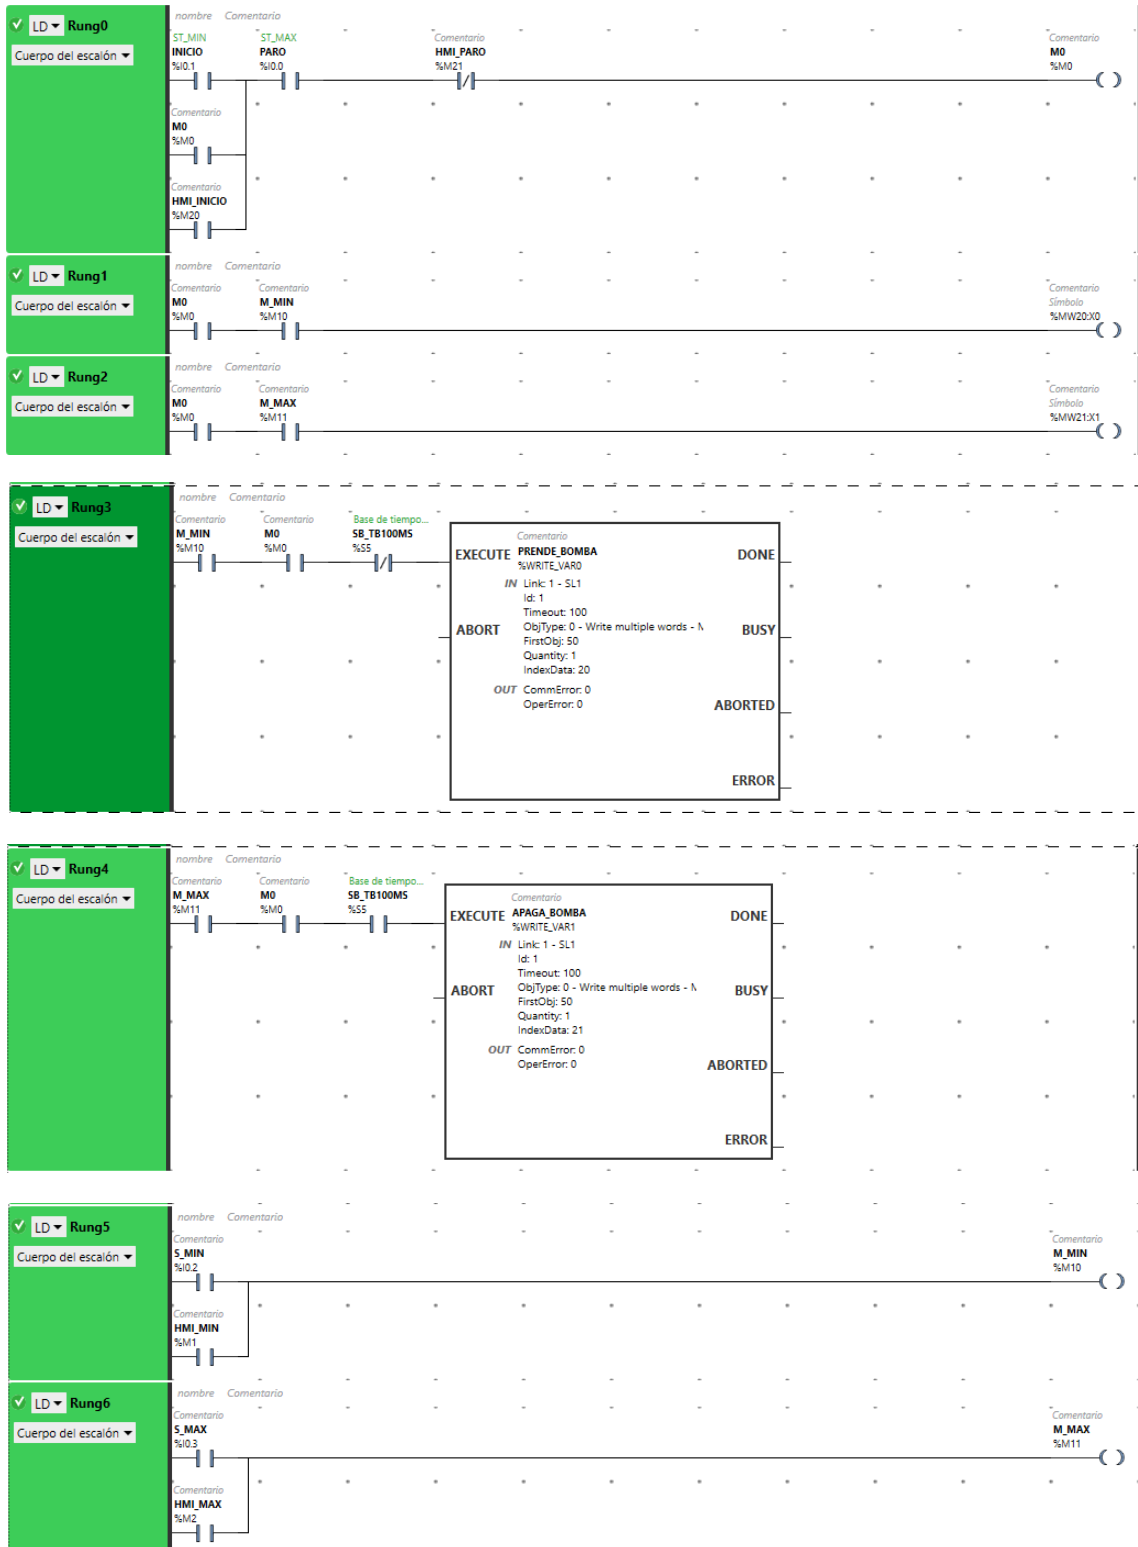 LD Rung0
Cuerpo del escalón
nombre Comentario
ST_MIN ST_MAX Comentario Comentario
INICIO PARO HMI_PARO M0
%I0.1 %I0.0 %M21 %M0
Comentario
M0
%M0
Comentario
HMI_INICIO
%M20
LD Rung1
Cuerpo del escalón
nombre Comentario
Comentario Comentario Comentario
M0 M_MIN Símbolo
%M0 %M10 %MW20:X0
LD Rung2
Cuerpo del escalón
nombre Comentario
Comentario Comentario Comentario
M0 M_MAX Símbolo
%M0 %M11 %MW21:X1
LD Rung3
Cuerpo del escalón
nombre Comentario
Comentario Comentario Base de tiempo...
M_MIN M0 SB_TB100MS
%M10 %M0 %S5
Comentario
EXECUTE PRENDE_BOMBA DONE
%WRITE_VAR0
IN Link: 1 - SL1
Id: 1
Timeout: 100
ABORT ObjType: 0 - Write multiple words - M BUSY
FirstObj: 50
Quantity: 1
IndexData: 20
OUT CommError: 0
OperError: 0 ABORTED
ERROR
LD Rung4
Cuerpo del escalón
nombre Comentario
Comentario Comentario Base de tiempo...
M_MAX M0 SB_TB100MS
%M11 %M0 %S5
Comentario
EXECUTE APAGA_BOMBA DONE
%WRITE_VAR1
IN Link: 1 - SL1
Id: 1
Timeout: 100
ABORT ObjType: 0 - Write multiple words - M BUSY
FirstObj: 50
Quantity: 1
IndexData: 21
OUT CommError: 0
OperError: 0 ABORTED
ERROR
LD Rung5
Cuerpo del escalón
nombre Comentario
Comentario Comentario
S_MIN M_MIN
%I0.2 %M10
Comentario
HMI_MIN
%M1
LD Rung6
Cuerpo del escalón
nombre Comentario
Comentario Comentario
S_MAX M_MAX
%I0.3 %M11
Comentario
HMI_MAX
%M2